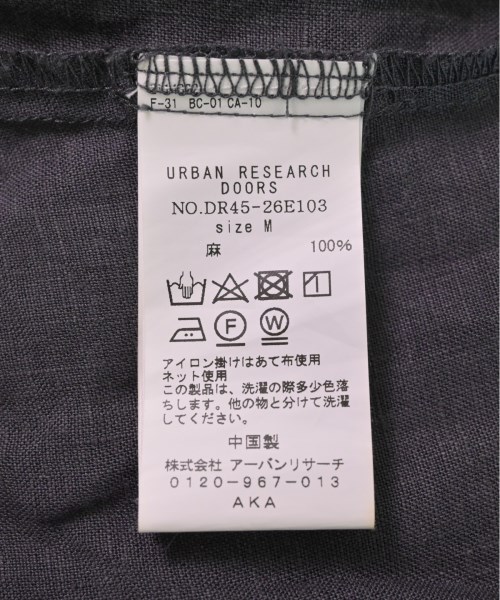 F-31 BC-01 CA-10
URBAN RESEARCH
DOORS
NO.DR45-26E103
size M
麻 100%
F W
アイロン掛けはあて布使用
ネット使用
この製品は、洗濯の際多少色落
ちします。他の物と分けて洗濯
してください。
中国製
株式会社 アーバンリサーチ
0120-967-013
AKA